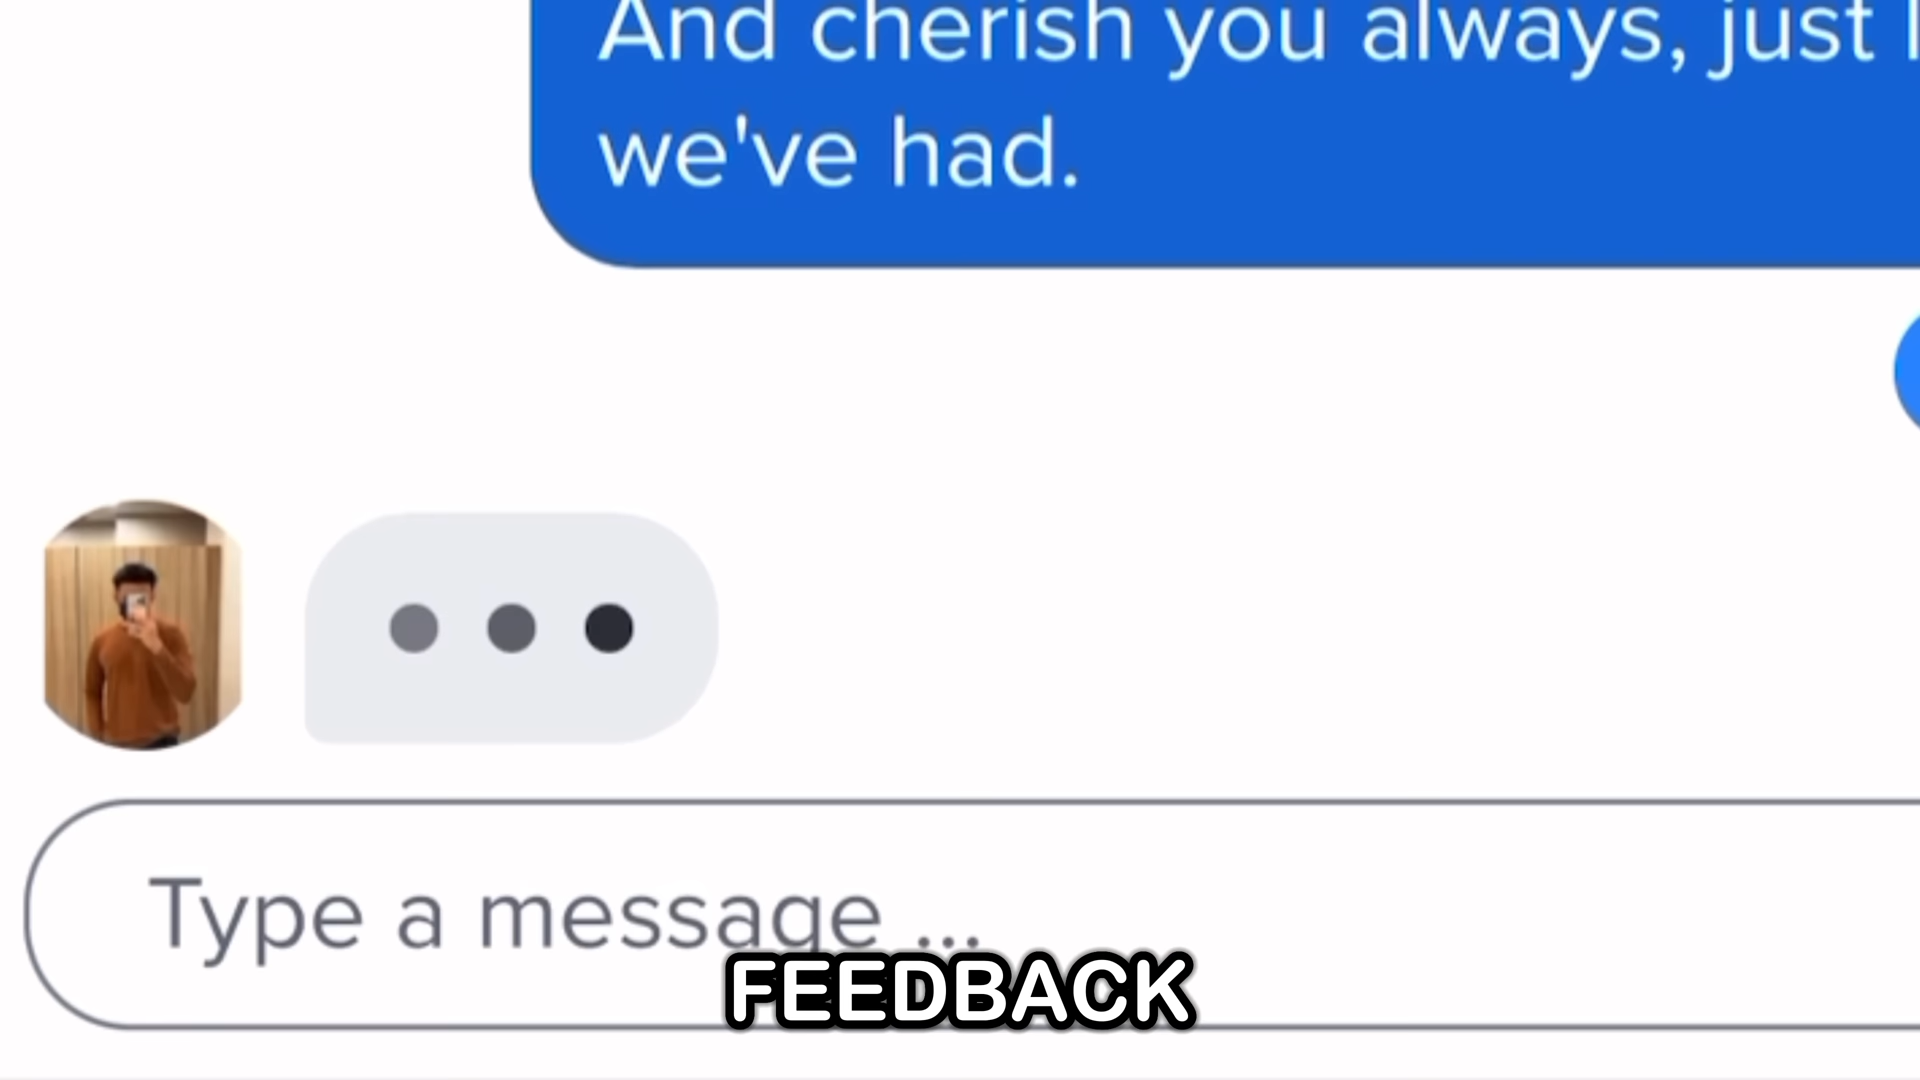 And cherish you always, just
we've had.
Type a message ...
FEEDBACK